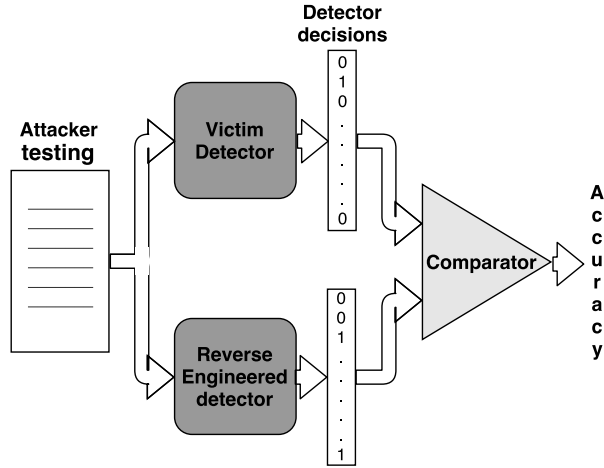 Detector
decisions
Attacker
testing
Victim
Detector
0
1
0
.
.
.
.
.
0
Comparator
A
c
c
u
r
a
c
y
Reverse
Engineered
detector
0
0
1
.
.
.
.
1